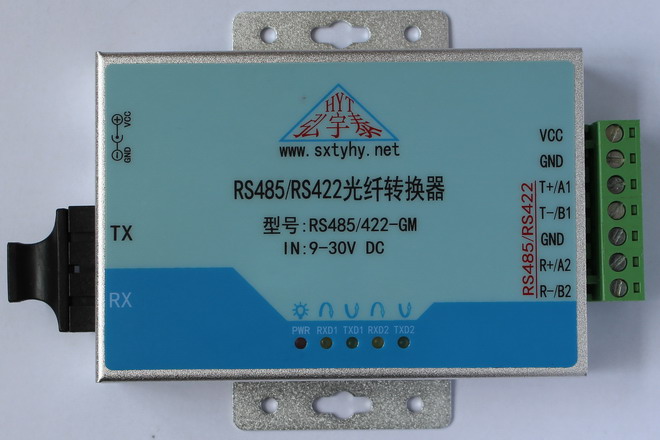 HYT
弘宇泰
www.sxtyhy.net
RS485/RS422光纤转换器
型号:RS485/422-GM
IN:9-30V DC
VCC
GND
TX
RX
PWR RXD1 TXD1 RXD2 TXD2
RS485/RS422
VCC
GND
T+/A1
T-/B1
GND
R+/A2
R-/B2